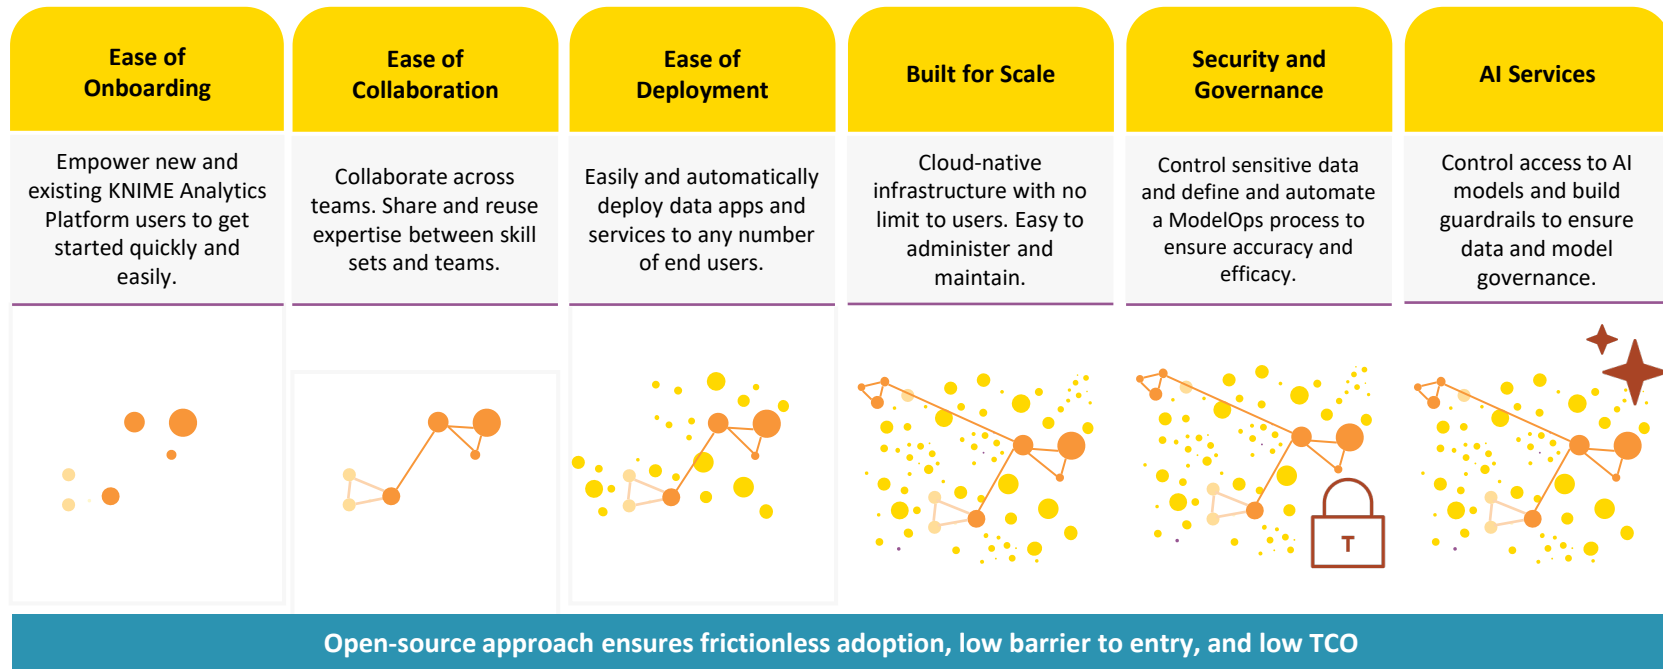 Ease of
Onboarding
Empower new and
existing KNIME Analytics
Platform users to get
started quickly and
easily.
Ease of
Collaboration
Collaborate across
teams. Share and reuse
expertise between skill
sets and teams.
Ease of
Deployment
Easily and automatically
deploy data apps and
services to any number
of end users.
Built for Scale
Cloud-native
infrastructure with no
limit to users. Easy to
administer and
maintain.
Security and
Governance
Control sensitive data
and define and automate
a ModelOps process to
ensure accuracy and
efficacy.
T
AI Services
Control access to AI
models and build
guardrails to ensure
data and model
governance.
Open-source approach ensures frictionless adoption, low barrier to entry, and low TCO